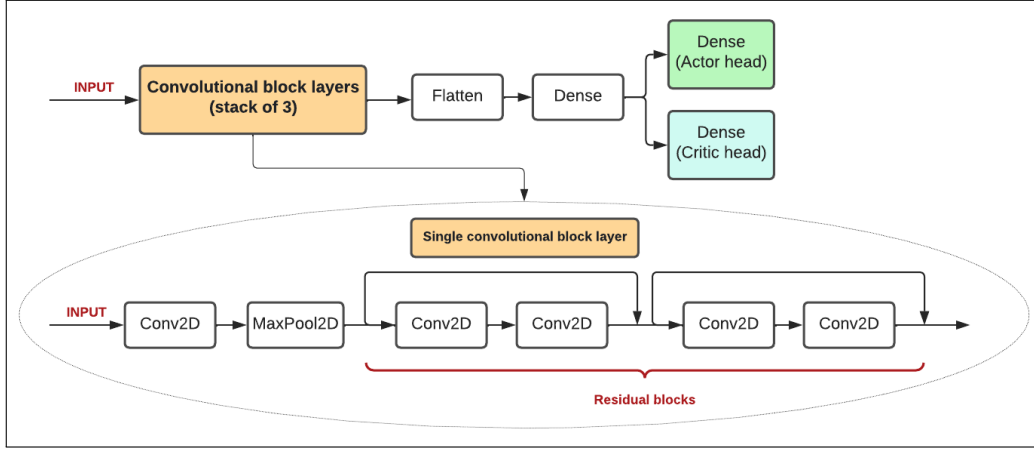 INPUT
Convolutional block layers
(stack of 3)
Flatten
Dense
Dense
(Actor head)
Dense
(Critic head)
Single convolutional block layer
INPUT
Conv2D
MaxPool2D
Conv2D
Conv2D
Conv2D
Conv2D
Residual blocks